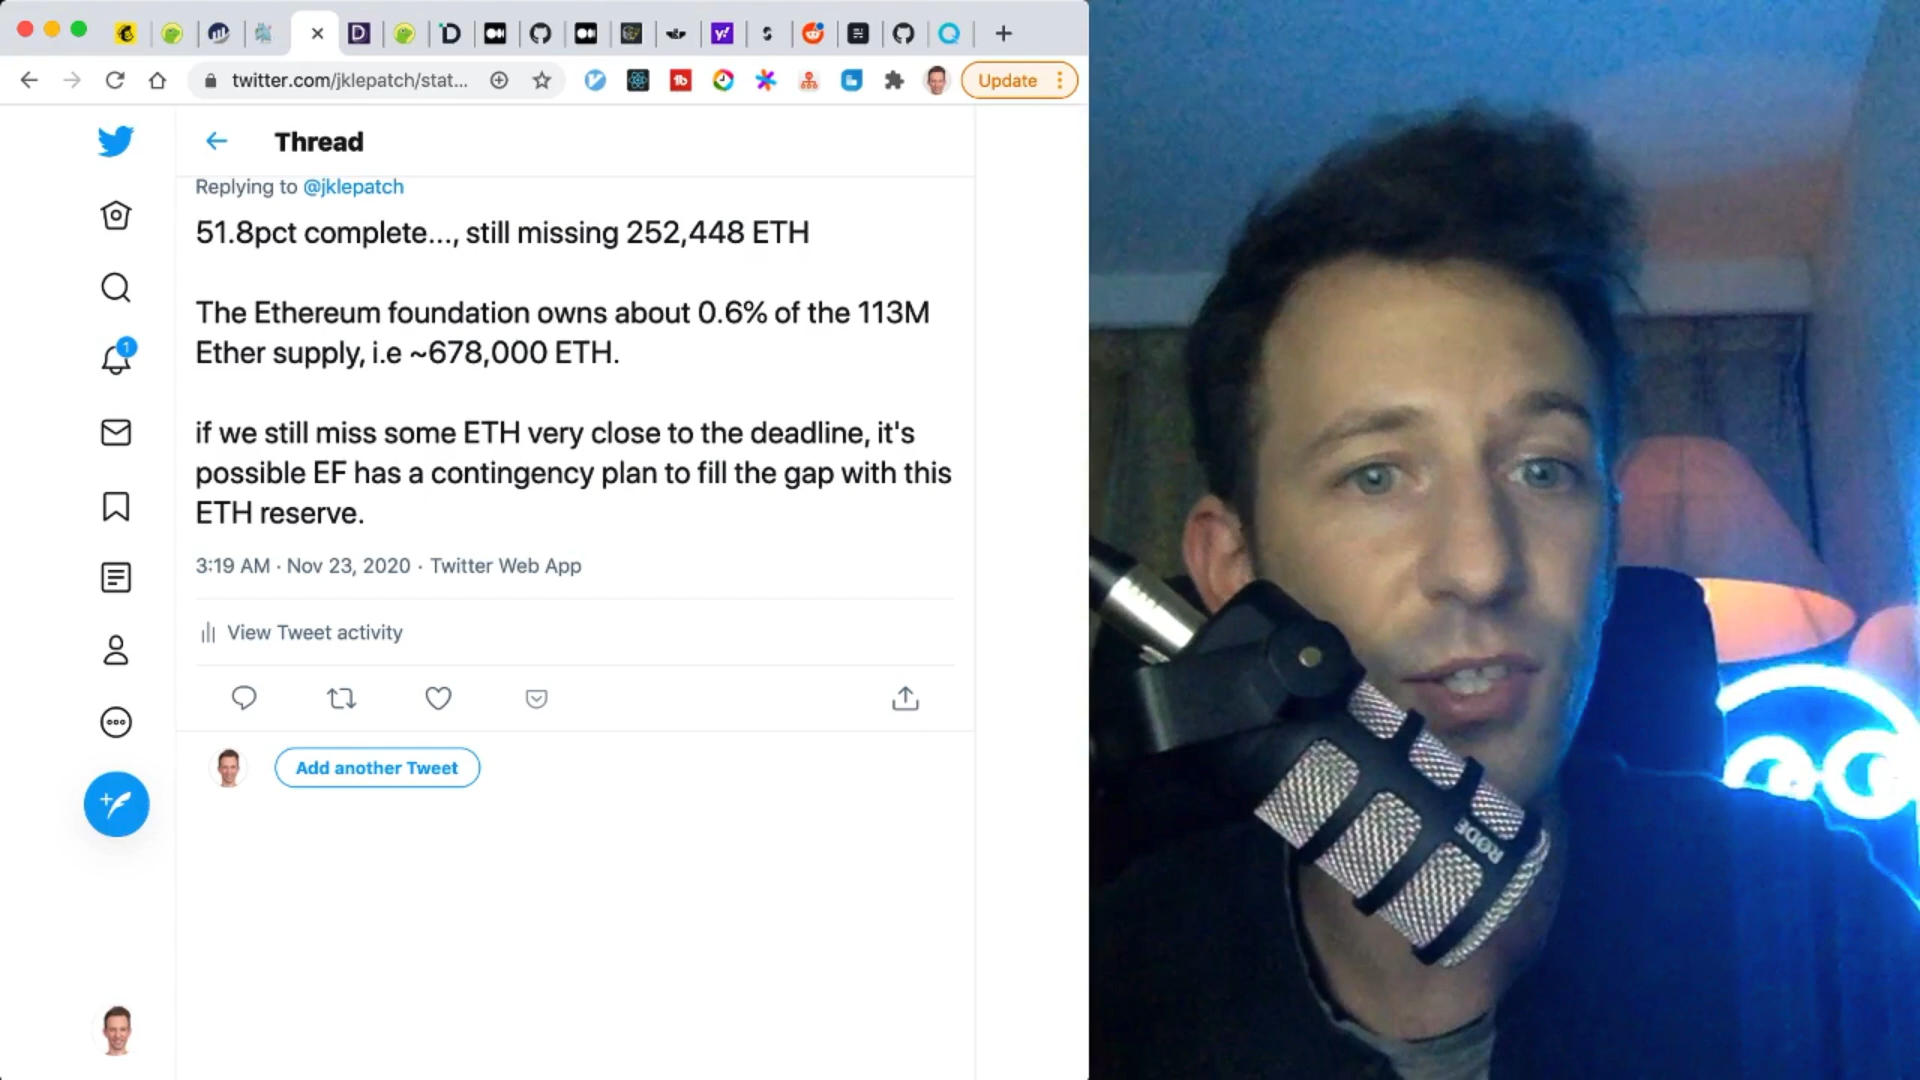 twitter.com/jklepatch/stat...
Update
Thread
Replying to @jklepatch
51.8pct complete..., still missing 252,448 ETH
The Ethereum foundation owns about 0.6% of the 113M
Ether supply, i.e ~678,000 ETH.
if we still miss some ETH very close to the deadline, it's
possible EF has a contingency plan to fill the gap with this
ETH reserve.
3:19 AM · Nov 23, 2020 · Twitter Web App
View Tweet activity
Add another Tweet
1
RODE